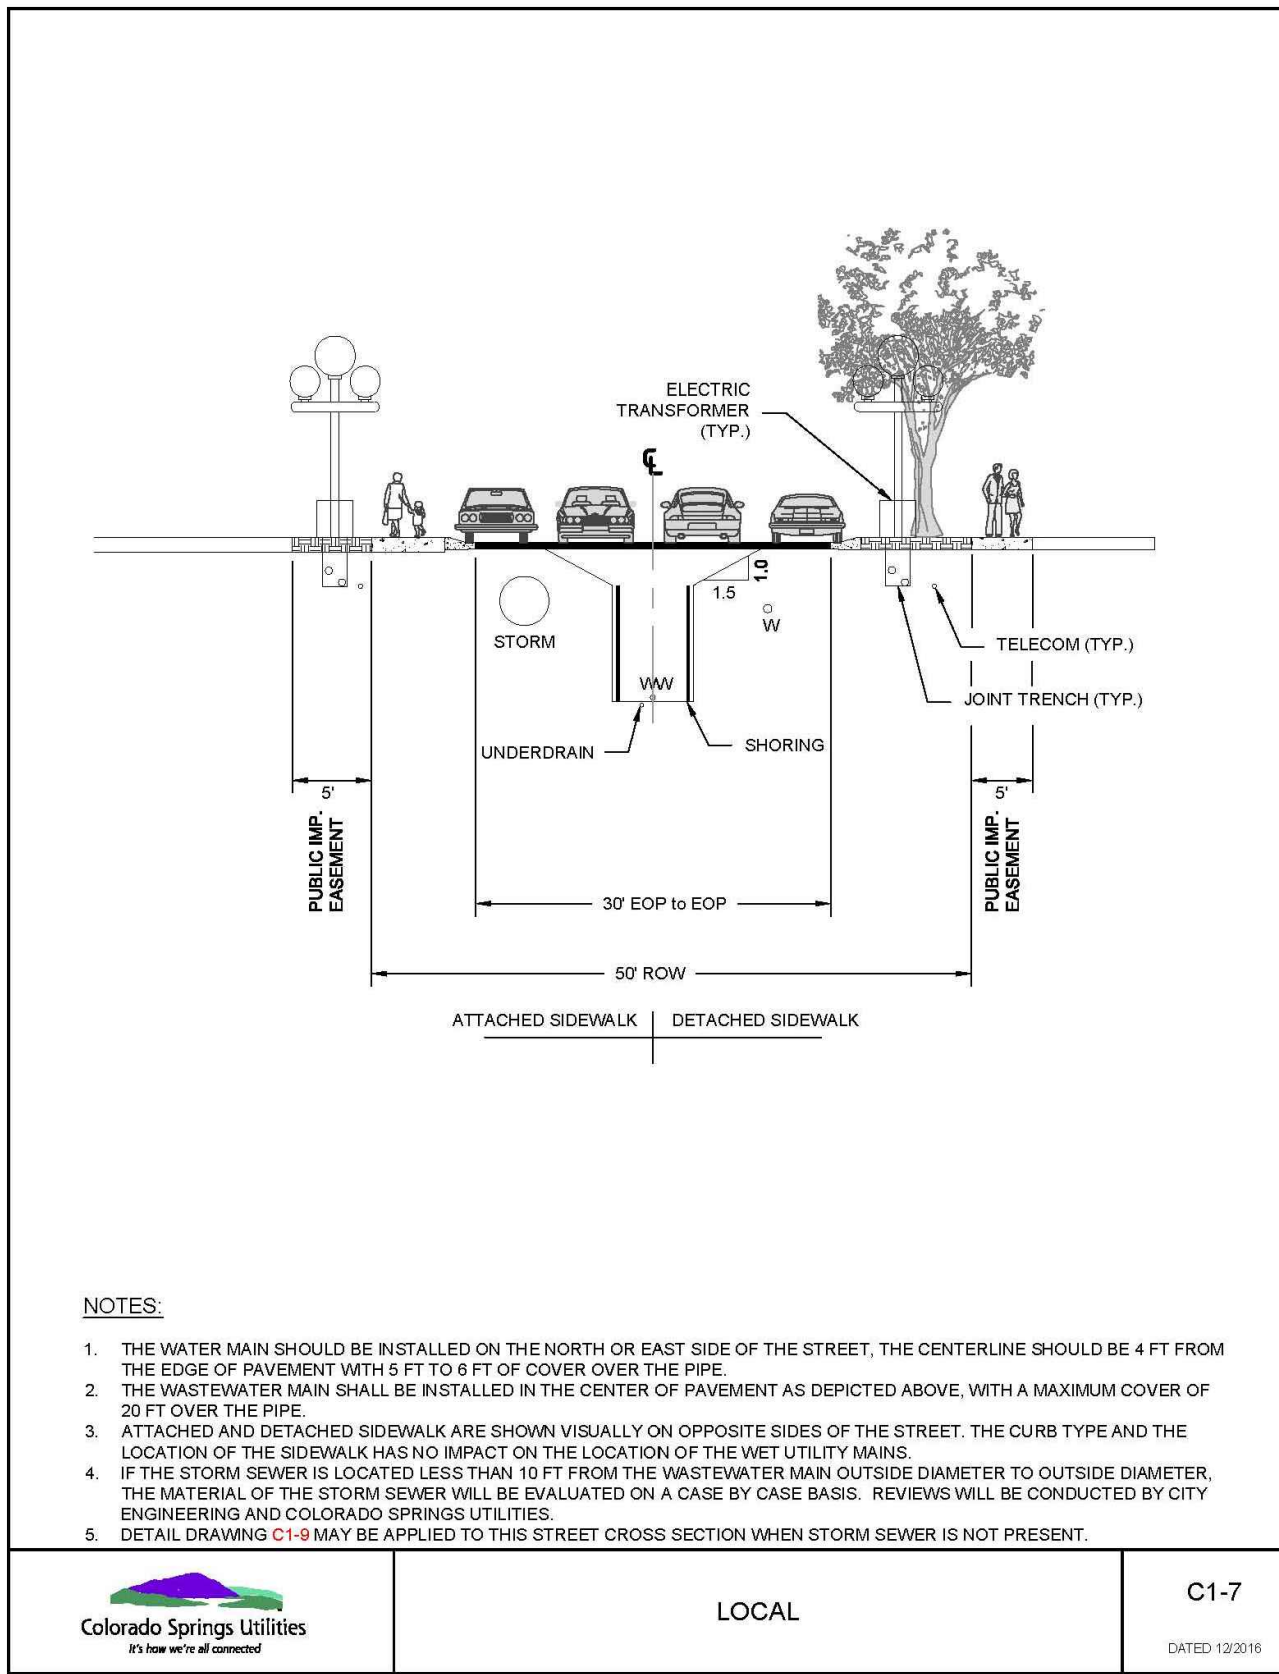 ELECTRIC
TRANSFORMER
(TYP.)
℄
1.0
1.5
STORM
W
WW
TELECOM (TYP.)
JOINT TRENCH (TYP.)
UNDERDRAIN
SHORING
5'
PUBLIC IMP.
EASEMENT
5'
PUBLIC IMP.
EASEMENT
30' EOP to EOP
50' ROW
ATTACHED SIDEWALK
DETACHED SIDEWALK
NOTES:
1. THE WATER MAIN SHOULD BE INSTALLED ON THE NORTH OR EAST SIDE OF THE STREET, THE CENTERLINE SHOULD BE 4 FT FROM
THE EDGE OF PAVEMENT WITH 5 FT TO 6 FT OF COVER OVER THE PIPE.
2. THE WASTEWATER MAIN SHALL BE INSTALLED IN THE CENTER OF PAVEMENT AS DEPICTED ABOVE, WITH A MAXIMUM COVER OF
20 FT OVER THE PIPE.
3. ATTACHED AND DETACHED SIDEWALK ARE SHOWN VISUALLY ON OPPOSITE SIDES OF THE STREET. THE CURB TYPE AND THE
LOCATION OF THE SIDEWALK HAS NO IMPACT ON THE LOCATION OF THE WET UTILITY MAINS.
4. IF THE STORM SEWER IS LOCATED LESS THAN 10 FT FROM THE WASTEWATER MAIN OUTSIDE DIAMETER TO OUTSIDE DIAMETER,
THE MATERIAL OF THE STORM SEWER WILL BE EVALUATED ON A CASE BY CASE BASIS. REVIEWS WILL BE CONDUCTED BY CITY
ENGINEERING AND COLORADO SPRINGS UTILITIES.
5. DETAIL DRAWING C1-9 MAY BE APPLIED TO THIS STREET CROSS SECTION WHEN STORM SEWER IS NOT PRESENT.
Colorado Springs Utilities
It's how we're all connected
LOCAL
C1-7
DATED 12/2016